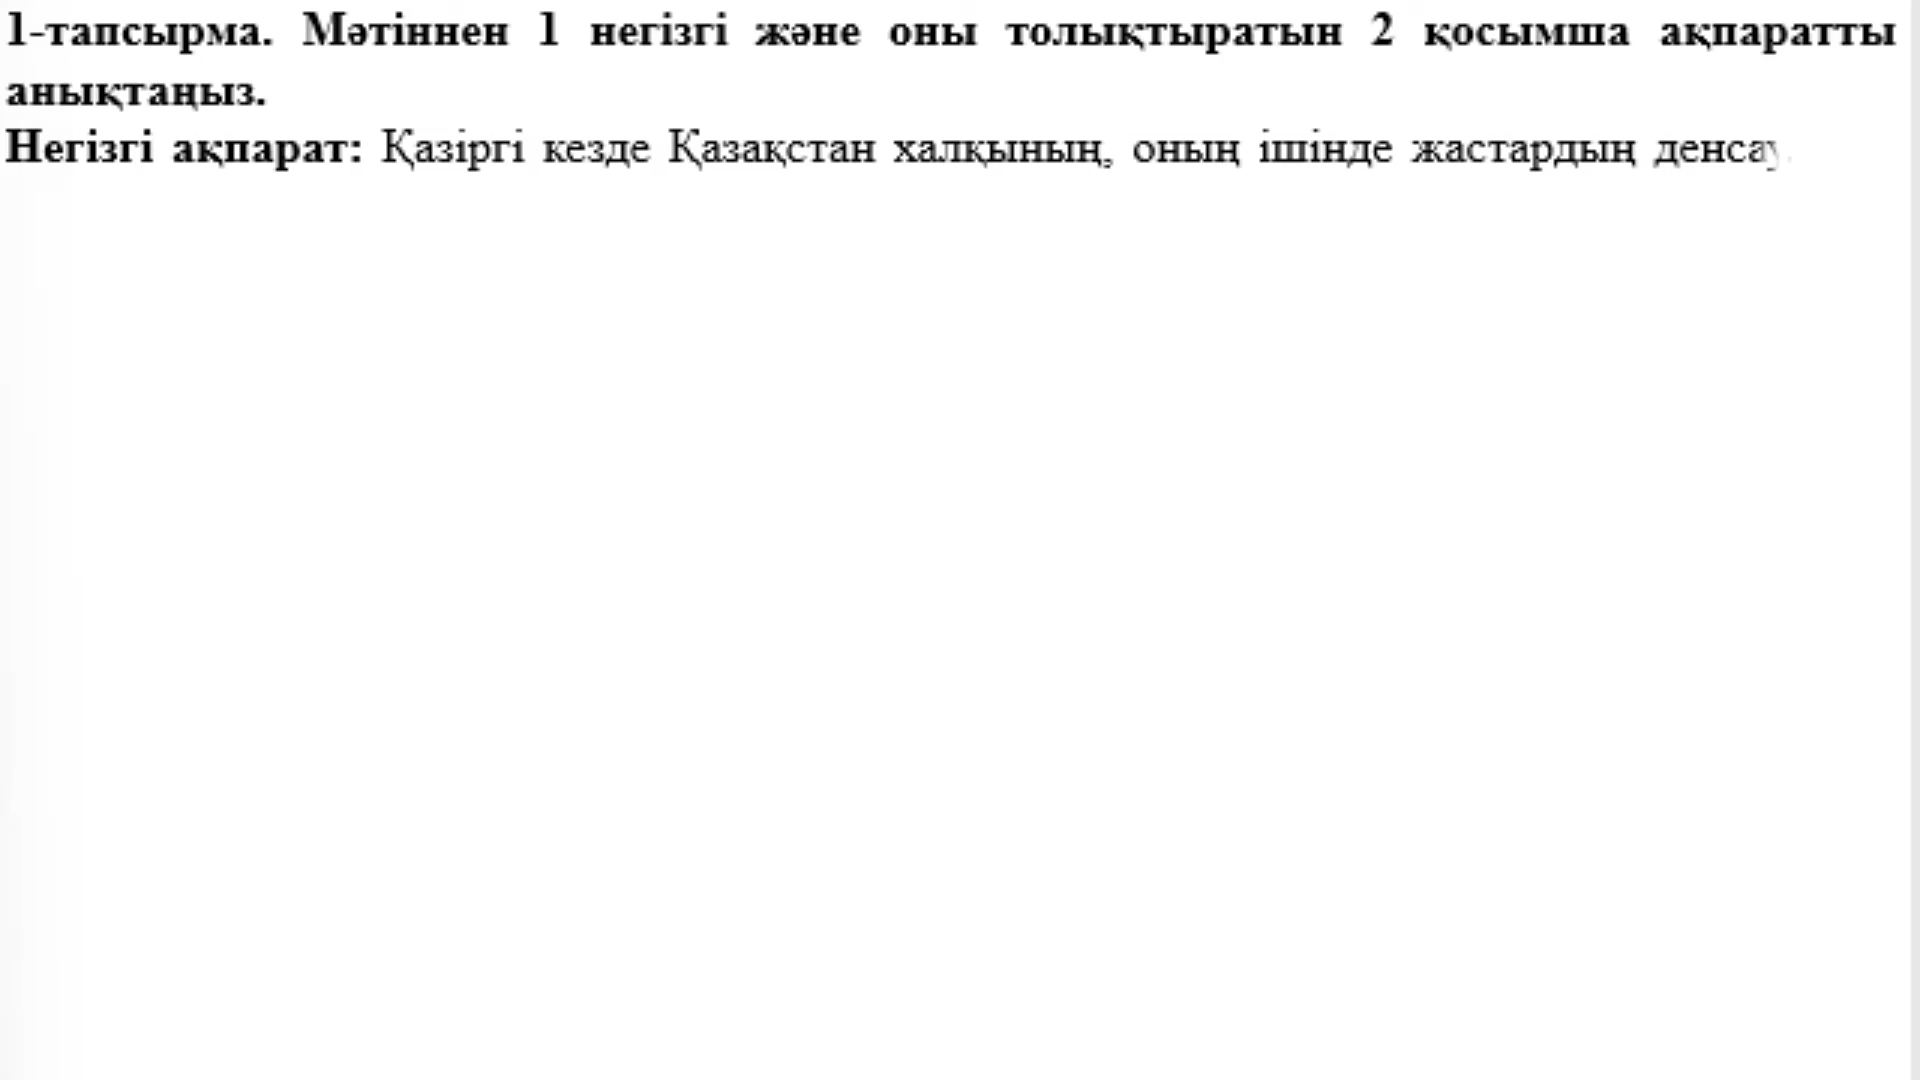 1-тапсырма. Мәтіннен 1 негізгі және оны толықтыратын 2 қосымша ақпаратты
анықтаңыз.
Негізгі ақпарат: Қазіргі кезде Қазақстан халқының, оның ішінде жастардың